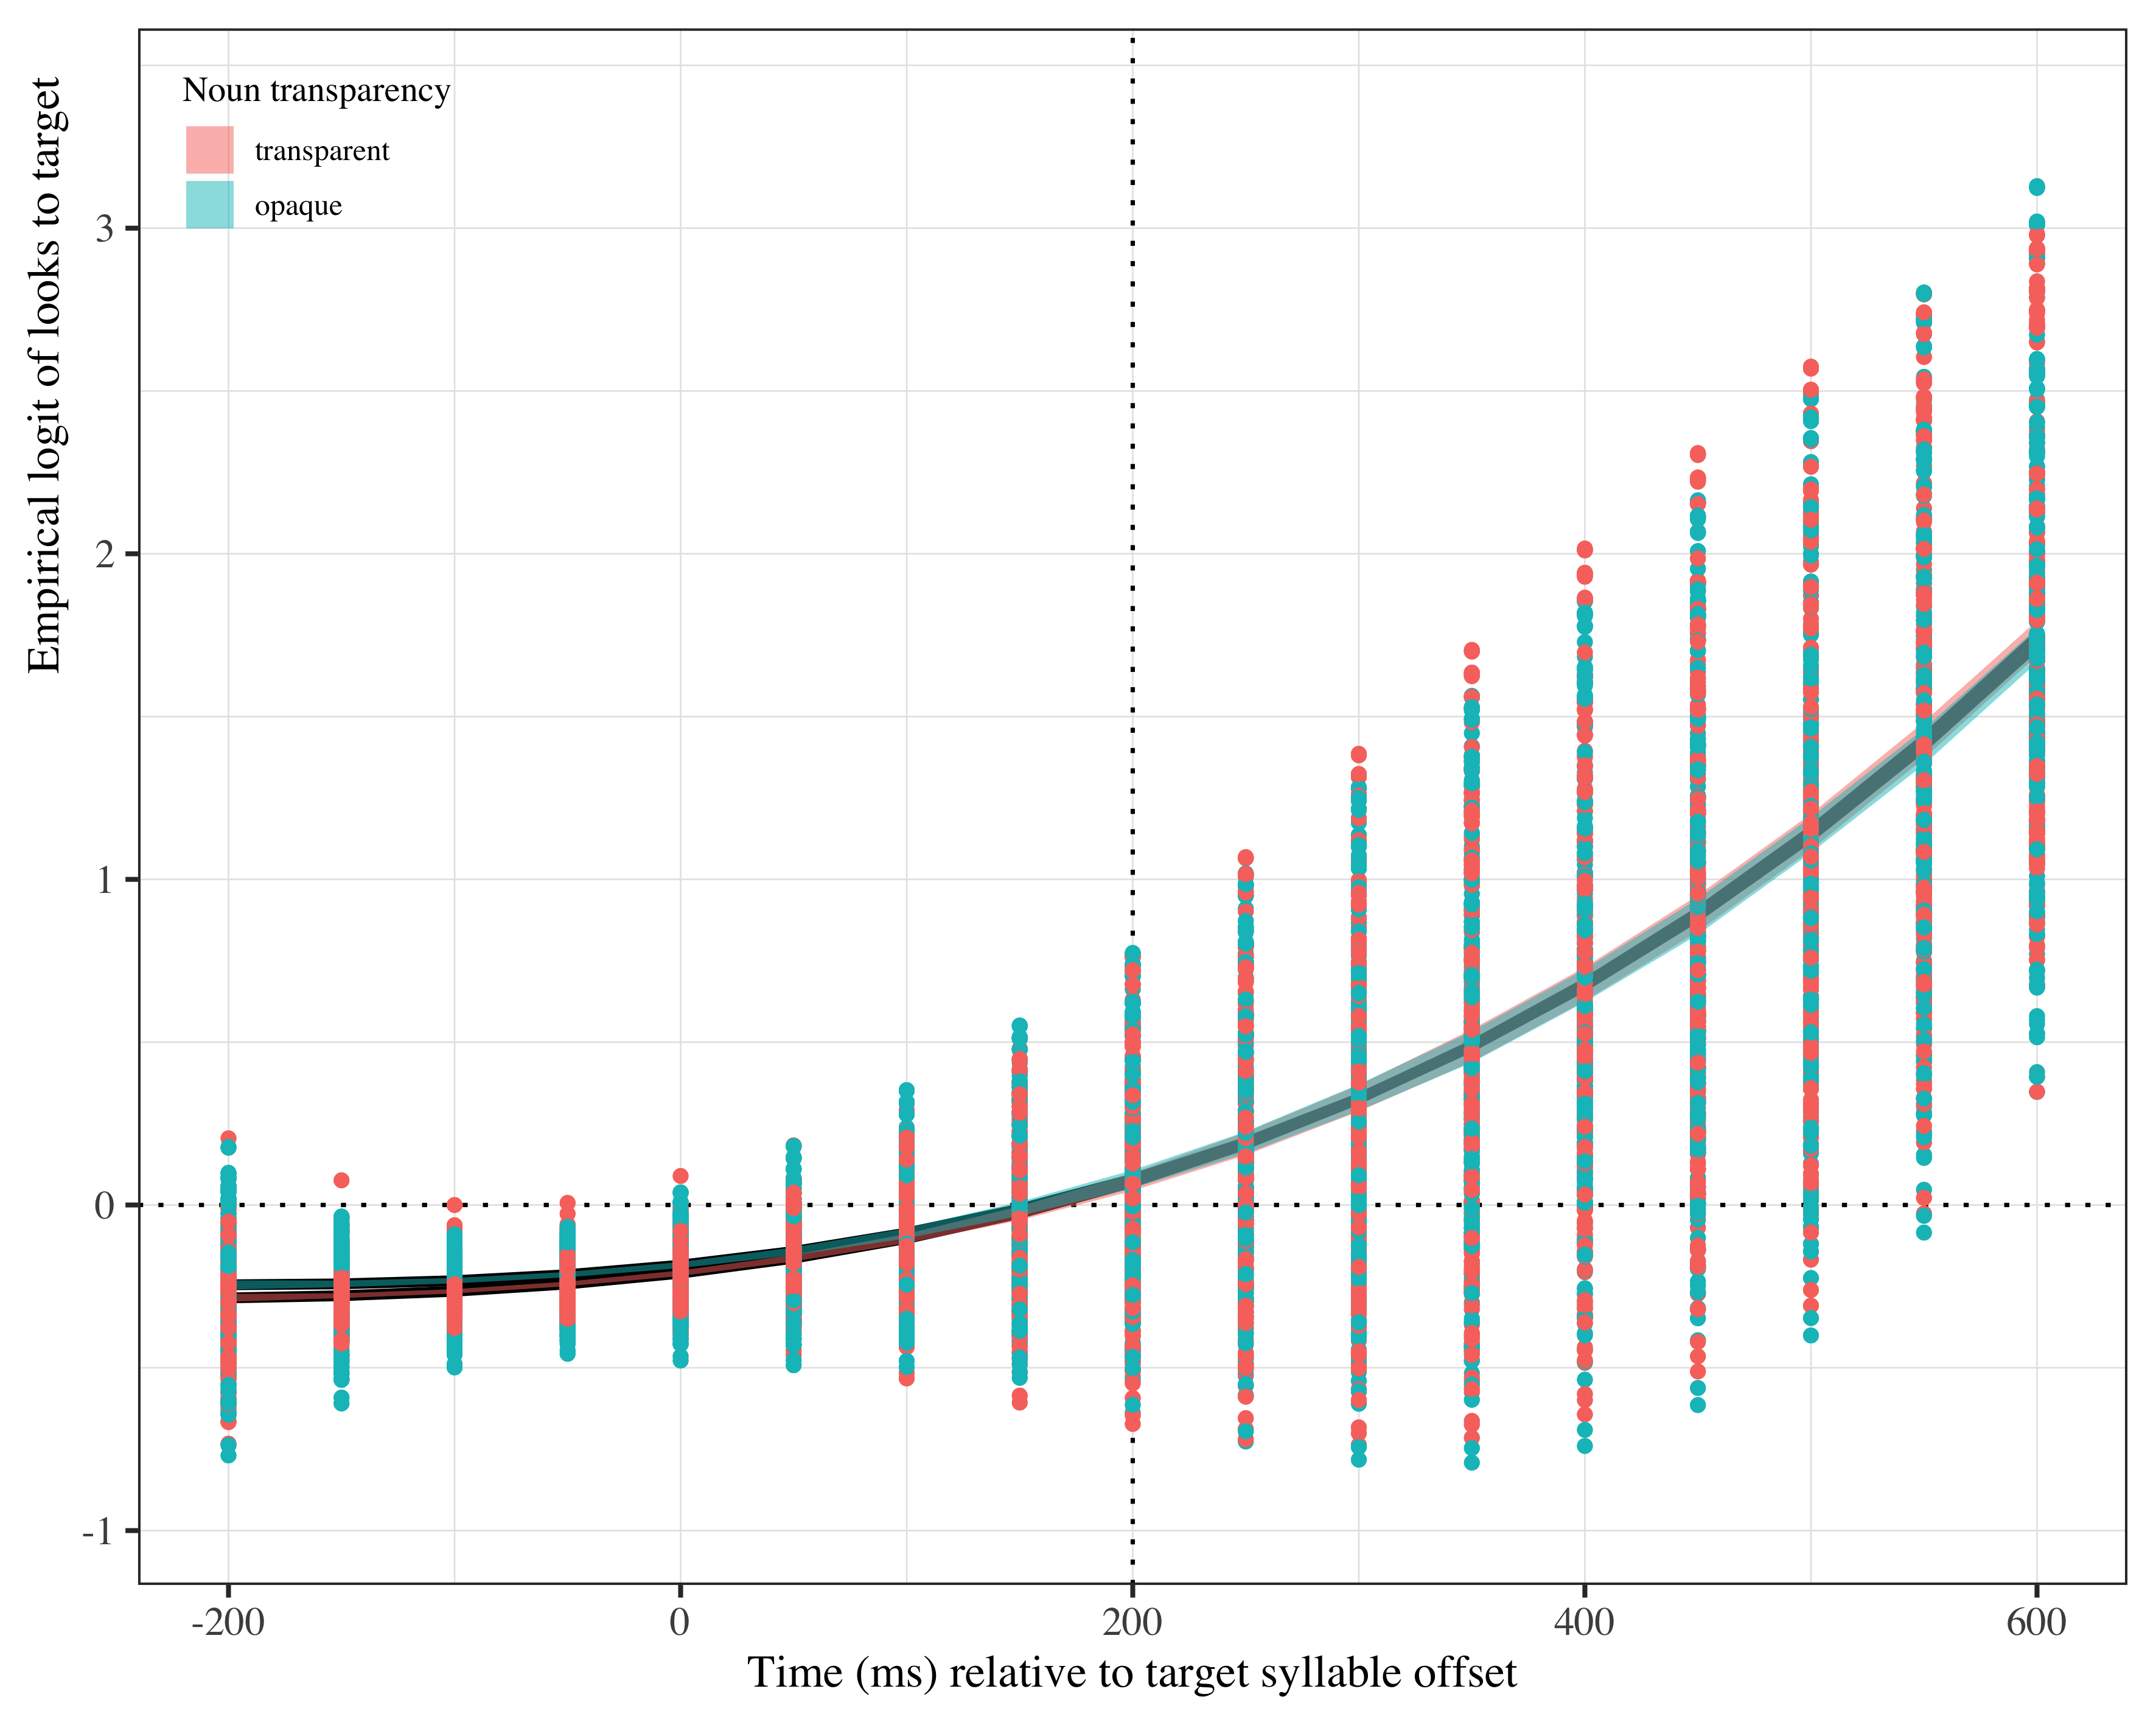 Noun transparency
transparent
opaque
Empirical logit of looks to target
3
2
1
0
-1
-200 0 200 400 600
Time (ms) relative to target syllable offset